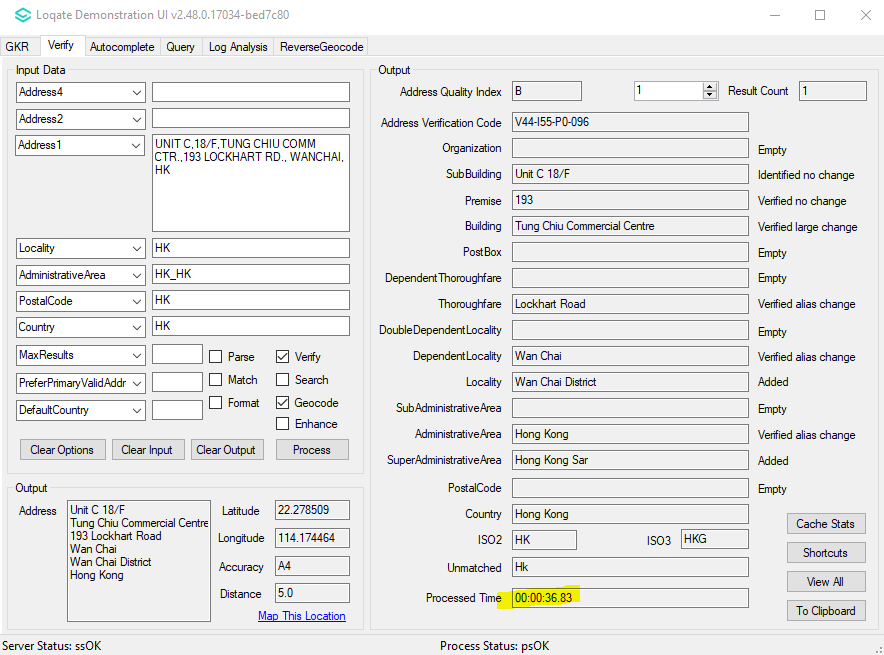 Loqate Demonstration UI v2.48.0.17034-bed7c80
GKR Verify Autocomplete Query Log Analysis ReverseGeocode
Input Data
Address4
Address2
Address1 UNIT C,18/F,TUNG CHIU COMM
CTR.,193 LOCKHART RD., WANCHAI,
HK
Locality HK
AdministrativeArea HK_HK
PostalCode HK
Country HK
MaxResults Parse Verify
PreferPrimaryValidAddr Match Search
DefaultCountry Format Geocode
Enhance
Clear Options Clear Input Clear Output Process
Output
Address Unit C 18/F
Tung Chiu Commercial Centre
193 Lockhart Road
Wan Chai
Wan Chai District
Hong Kong
Latitude 22.278509
Longitude 114.174464
Accuracy A4
Distance 5.0
Map This Location
Output
Address Quality Index B 1 Result Count 1
Address Verification Code V44-I55-P0-096
Organization Empty
SubBuilding Unit C 18/F Identified no change
Premise 193 Verified no change
Building Tung Chiu Commercial Centre Verified large change
PostBox Empty
DependentThoroughfare Empty
Thoroughfare Lockhart Road Verified alias change
DoubleDependentLocality Empty
DependentLocality Wan Chai Verified alias change
Locality Wan Chai District Added
SubAdministrativeArea Empty
AdministrativeArea Hong Kong Verified alias change
SuperAdministrativeArea Hong Kong Sar Added
PostalCode Empty
Country Hong Kong
ISO2 HK ISO3 HKG
Unmatched Hk
Processed Time 00:00:36.83
Cache Stats
Shortcuts
View All
To Clipboard
Server Status: ssOK Process Status: psOK